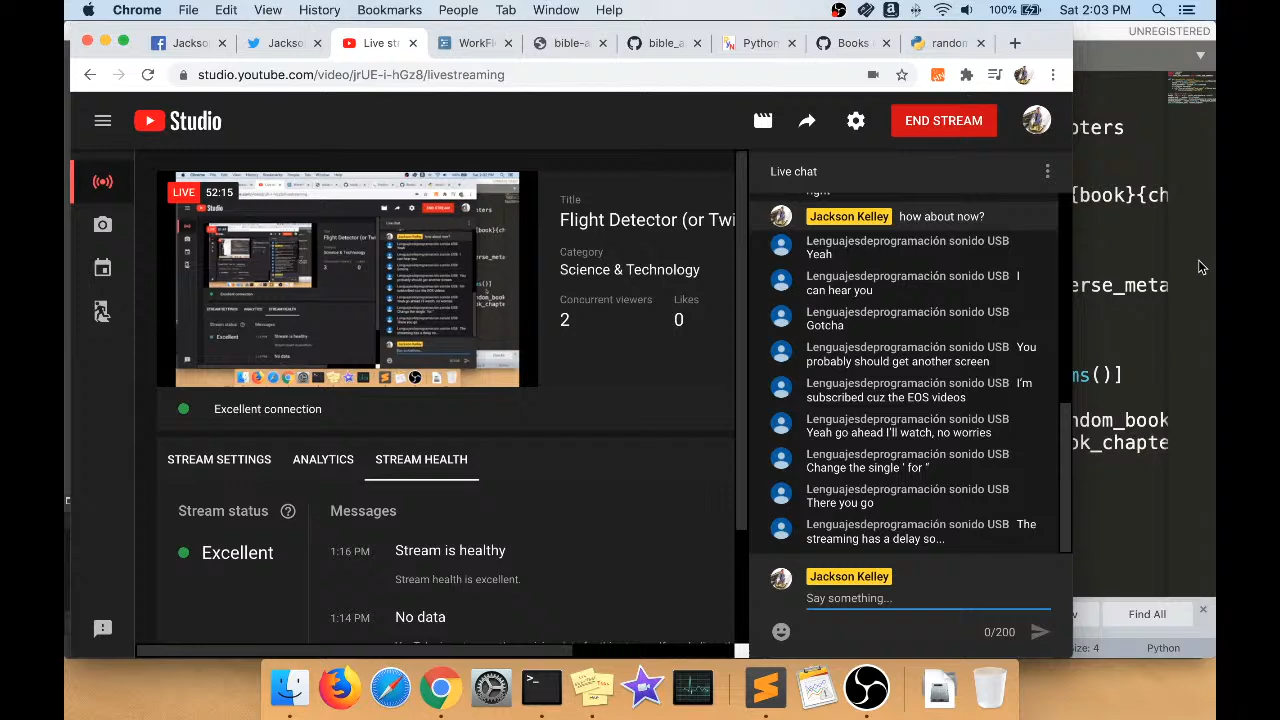 Chrome File Edit View History Bookmarks People Tab Window Help
100% Sat 2:03 PM
UNREGISTERED
Jackso
Jackso
Live str
WorkFl
bible-a
bible_a
Python
Books
rando
studio.youtube.com/video/jrUE-i-hGz8/livestreaming
Studio
END STREAM
LIVE 52:15
Title
Flight Detector (or Twi
Category
Science & Technology
Concurrent viewers
Likes
2
0
Excellent connection
STREAM SETTINGS
ANALYTICS
STREAM HEALTH
Stream status
Excellent
Messages
1:16 PM Stream is healthy
Stream health is excellent.
1:14 PM No data
Live chat
Jackson Kelley how about now?
Lenguajesdeprogramación sonido USB
Yeah
Lenguajesdeprogramación sonido USB I
can hear you
Lenguajesdeprogramación sonido USB
Gotcha
Lenguajesdeprogramación sonido USB You
probably should get another screen
Lenguajesdeprogramación sonido USB I'm
subscribed cuz the EOS videos
Lenguajesdeprogramación sonido USB
Yeah go ahead I'll watch, no worries
Lenguajesdeprogramación sonido USB
Change the single ' for "
Lenguajesdeprogramación sonido USB
There you go
Lenguajesdeprogramación sonido USB The
streaming has a delay so...
Jackson Kelley
Say something...
0/200
pters
{book}{ch
erse_meta
ms()]
ndom_book
ok_chapte
Find All
Size: 4
Python